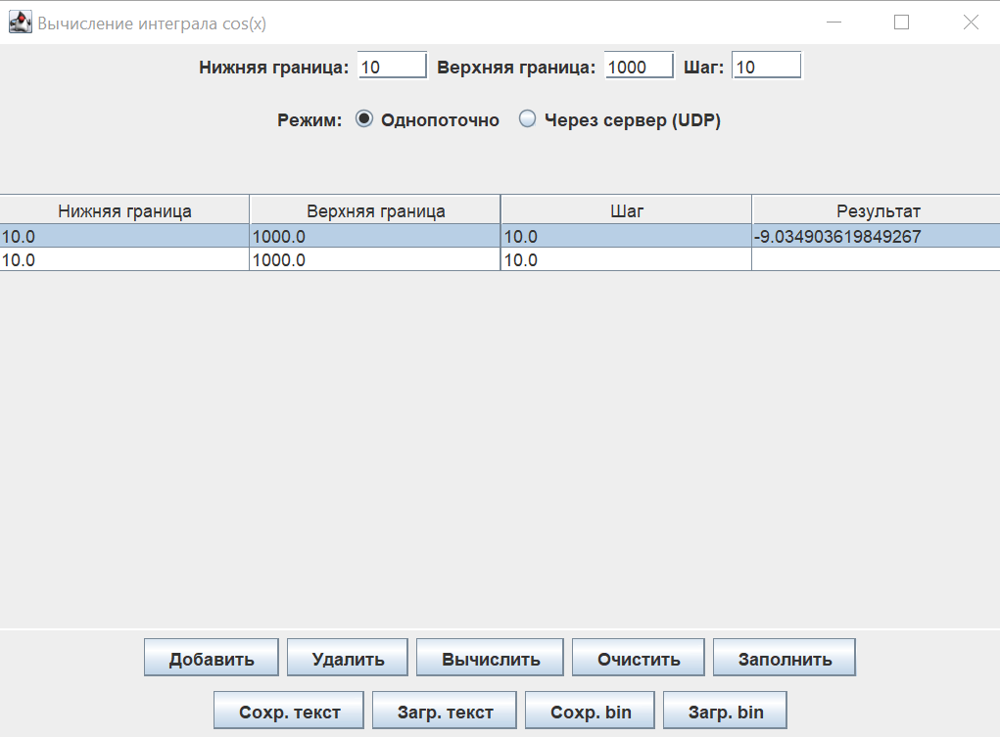 Вычисление интеграла cos(x)
Нижняя граница: 10 Верхняя граница: 1000 Шаг: 10
Режим: Однопоточно Через сервер (UDP)
Нижняя граница Верхняя граница Шаг Результат
10.0 1000.0 10.0 -9.034903619849267
10.0 1000.0 10.0
Добавить Удалить Вычислить Очистить Заполнить
Сохр. текст Загр. текст Сохр. bin Загр. bin